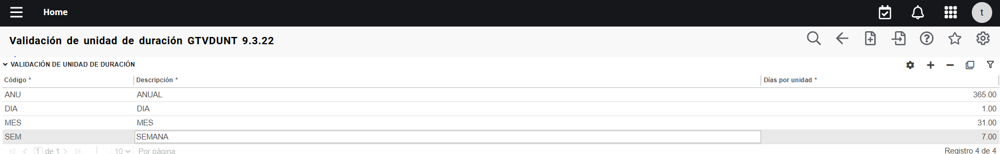 Home
t
Validación de unidad de duración GTVDUNT 9.3.22
VALIDACIÓN DE UNIDAD DE DURACIÓN
Código * Descripción * Días por unidad *
ANU ANUAL 365.00
DIA DIA 1.00
MES MES 31.00
SEM SEMANA 7.00
1 de 1 10 Por página Registro 4 de 4